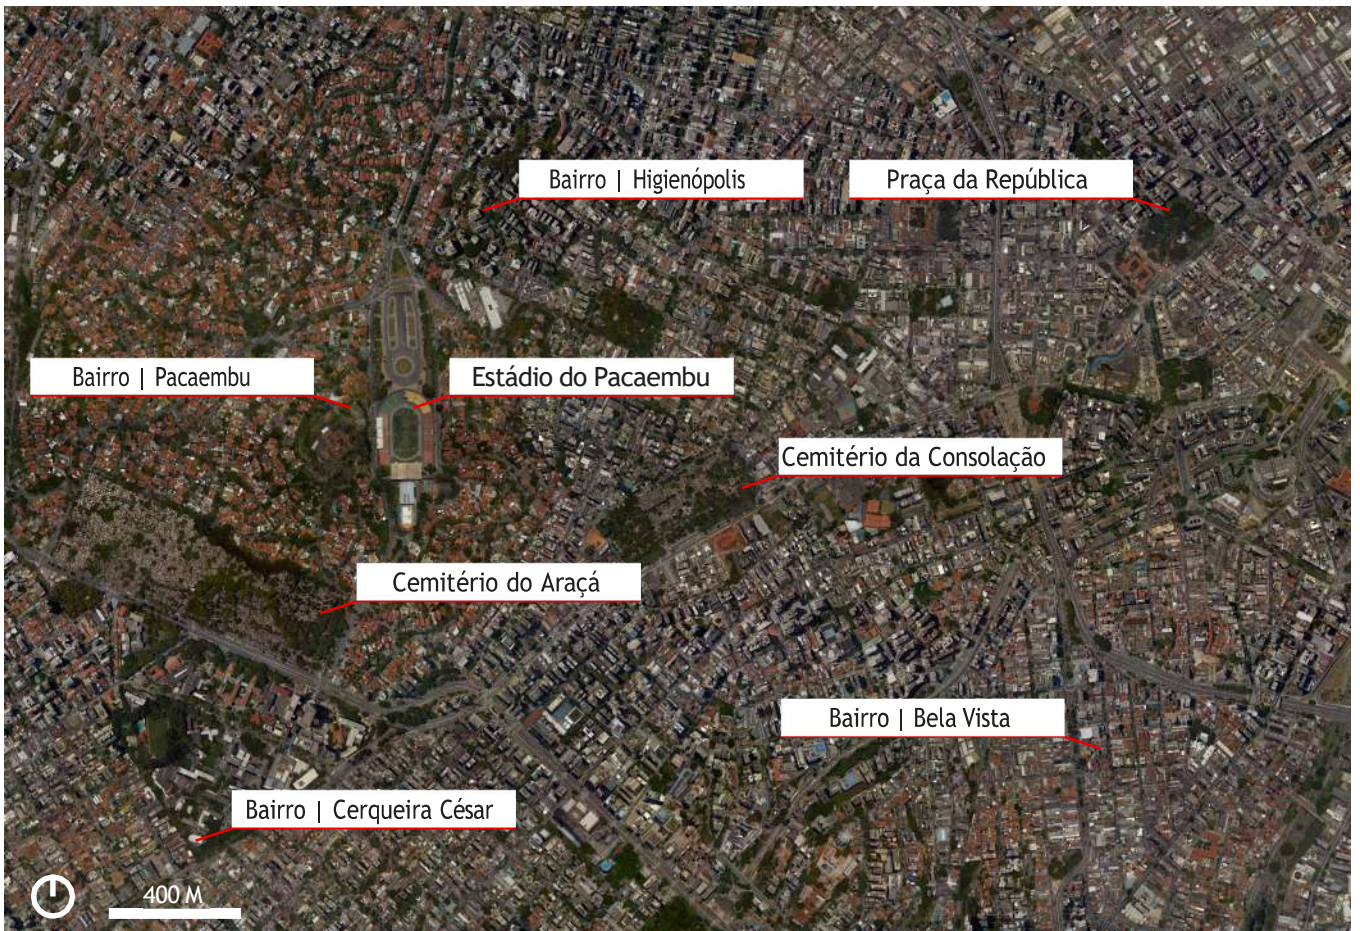 Bairro | Higienópolis
Praça da República
Bairro | Pacaembu
Estádio do Pacaembu
Cemitério da Consolação
Cemitério do Araçá
Bairro | Bela Vista
Bairro | Cerqueira César
400 M